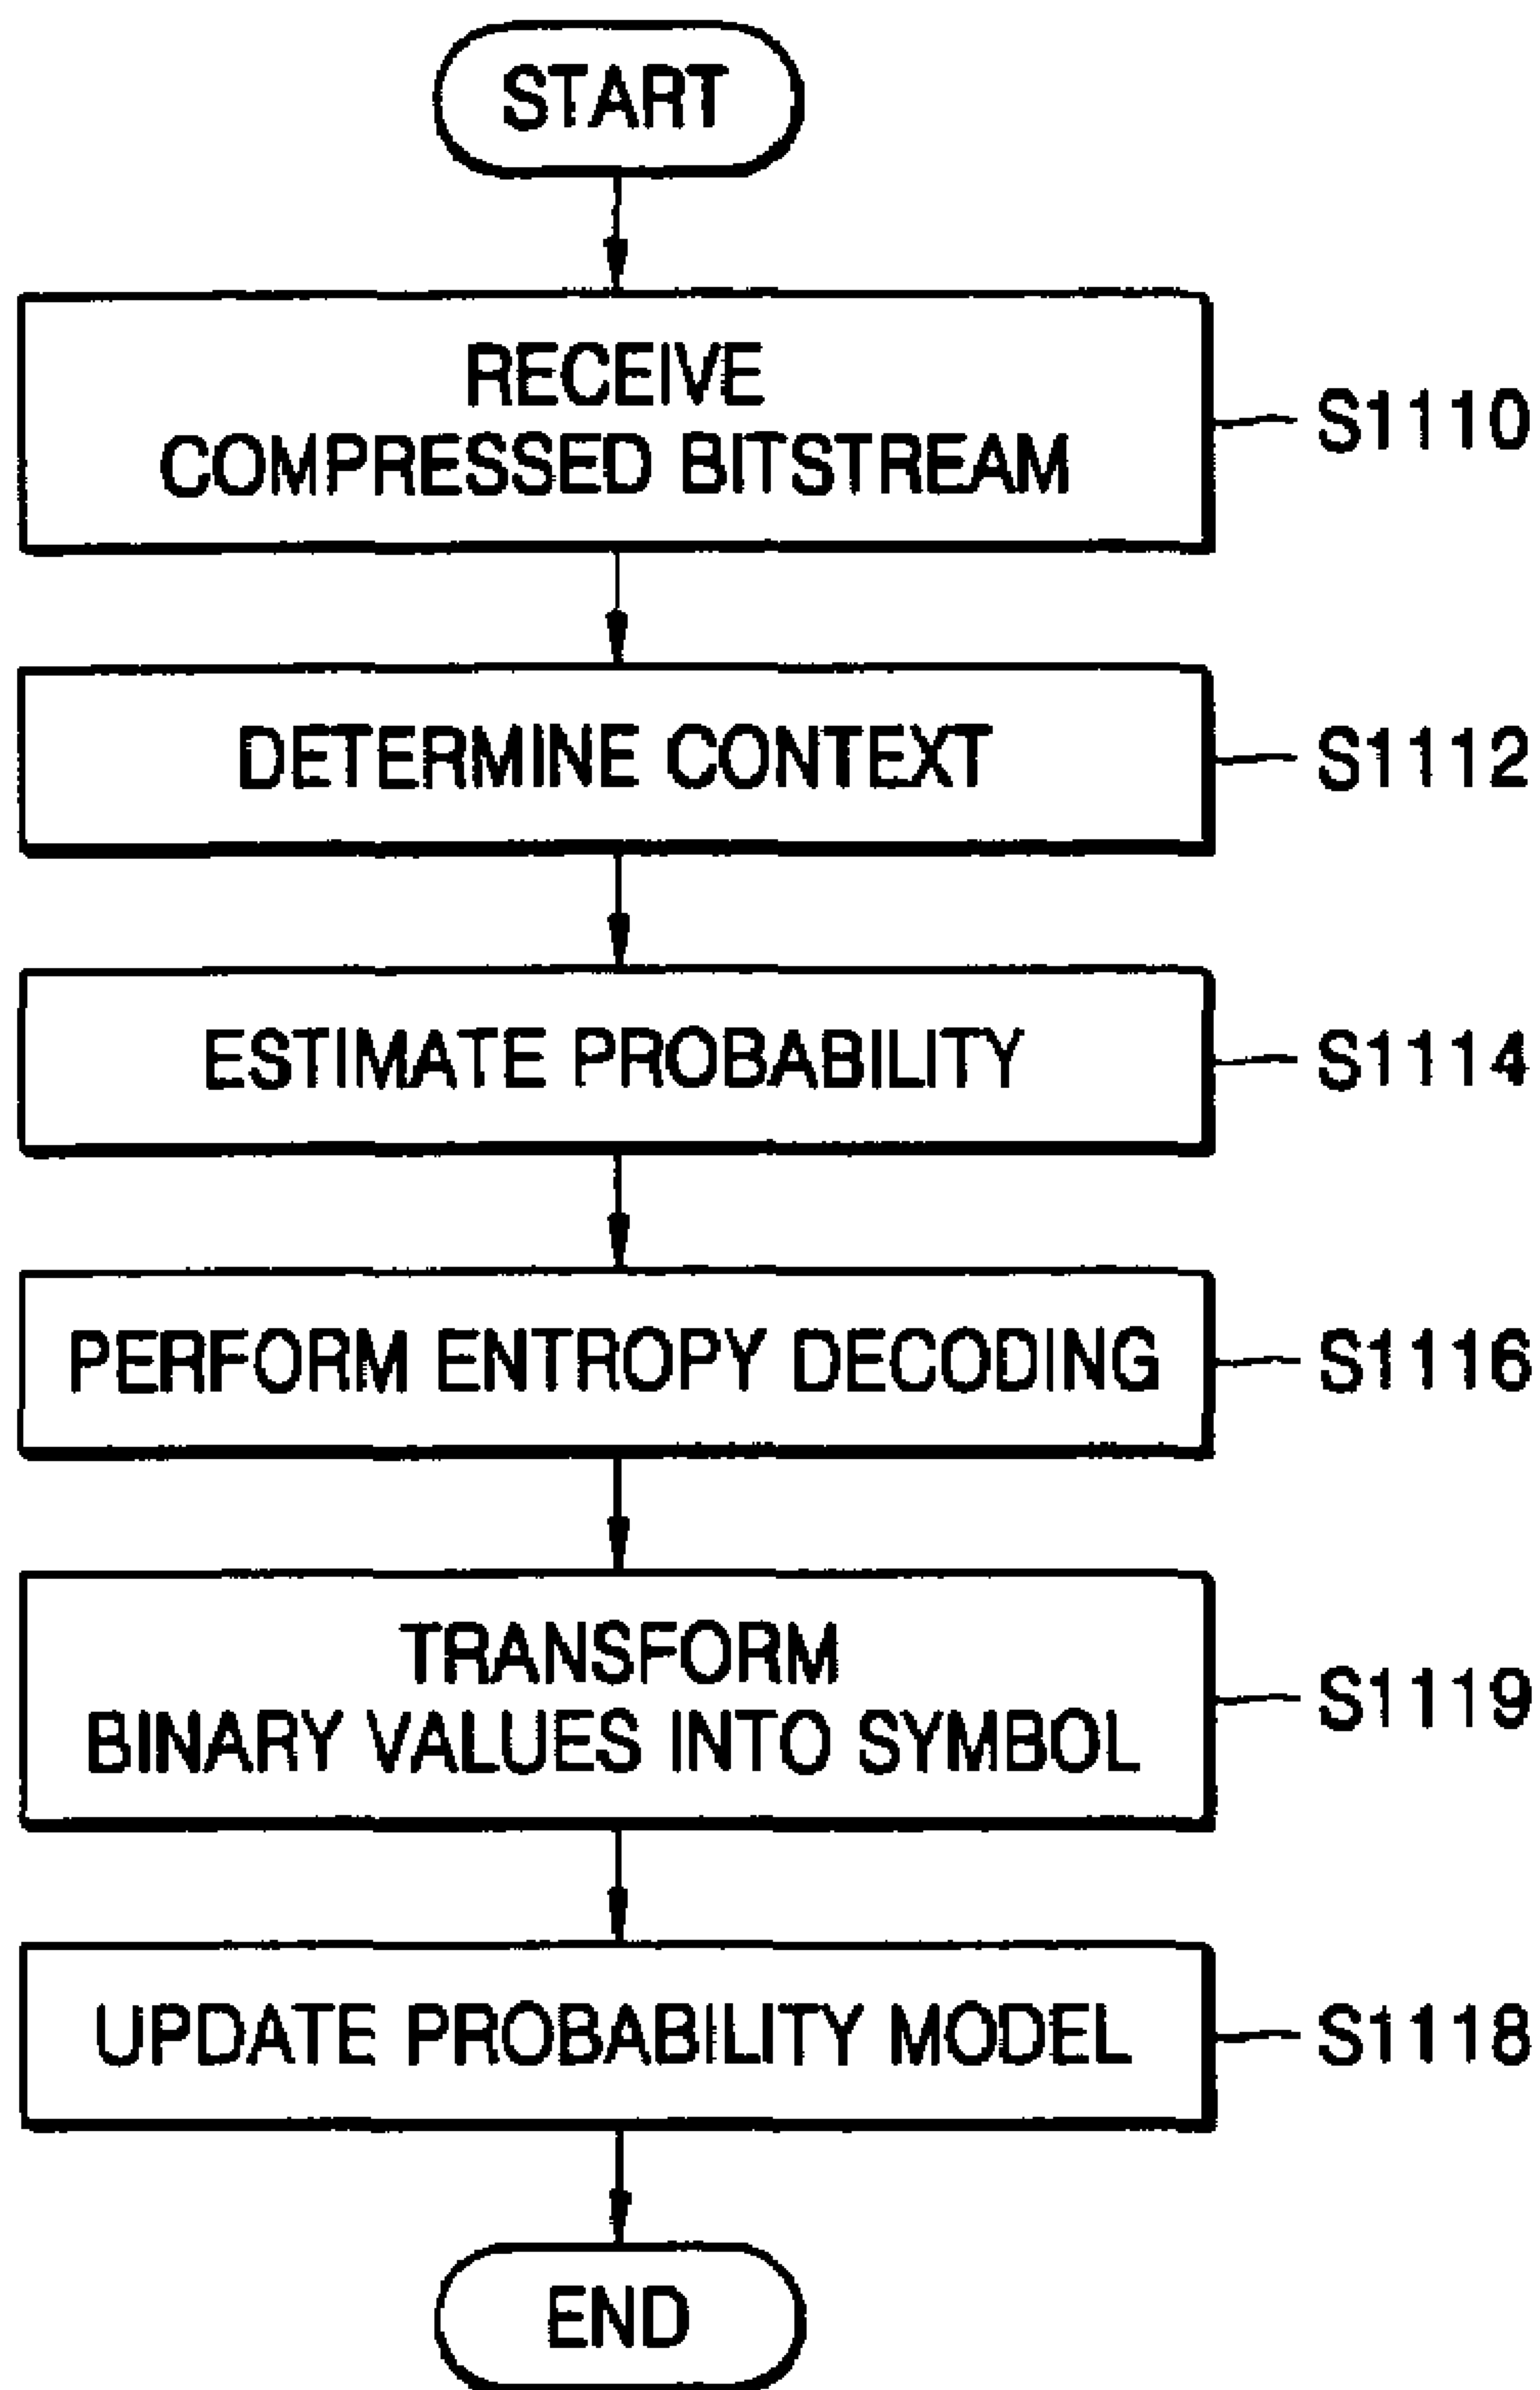 START
RECEIVE
COMPRESSED BITSTREAM
S1110
DETERMINE CONTEXT
S1112
ESTIMATE PROBABILITY
S1114
PERFORM ENTROPY DECODING
S1116
TRANSFORM
BINARY VALUES INTO SYMBOL
S1119
UPDATE PROBABILITY MODEL
S1118
END